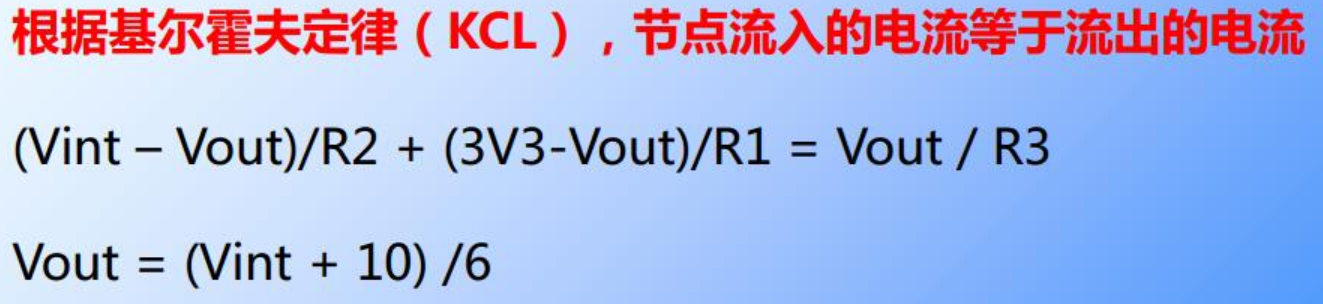 根据基尔霍夫定律（KCL），节点流入的电流等于流出的电流
(Vint – Vout)/R2 + (3V3-Vout)/R1 = Vout / R3
Vout = (Vint + 10) /6